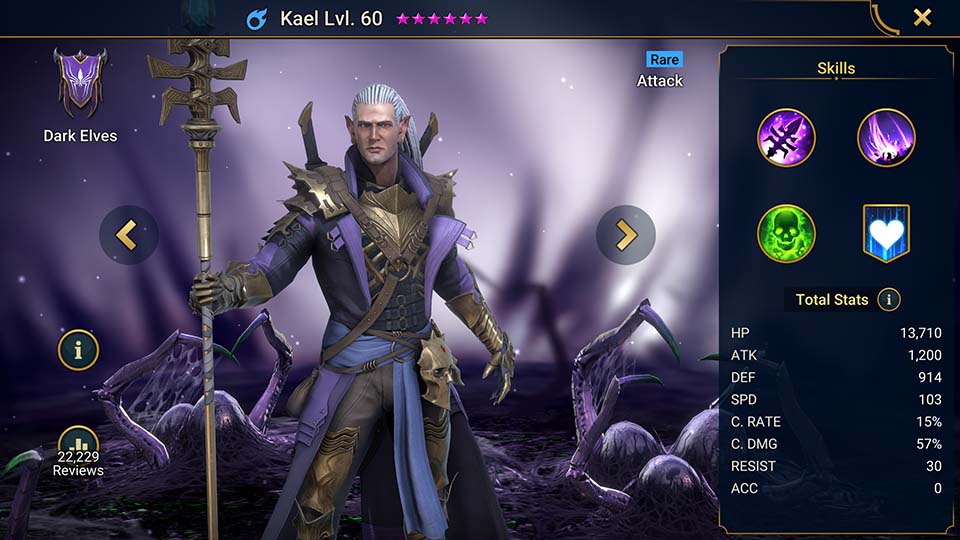 Kael Lvl. 60
Rare
Attack
Dark Elves
22,229
Reviews
Skills
Total Stats i
HP 13,710
ATK 1,200
DEF 914
SPD 103
C. RATE 15%
C. DMG 57%
RESIST 30
ACC 0